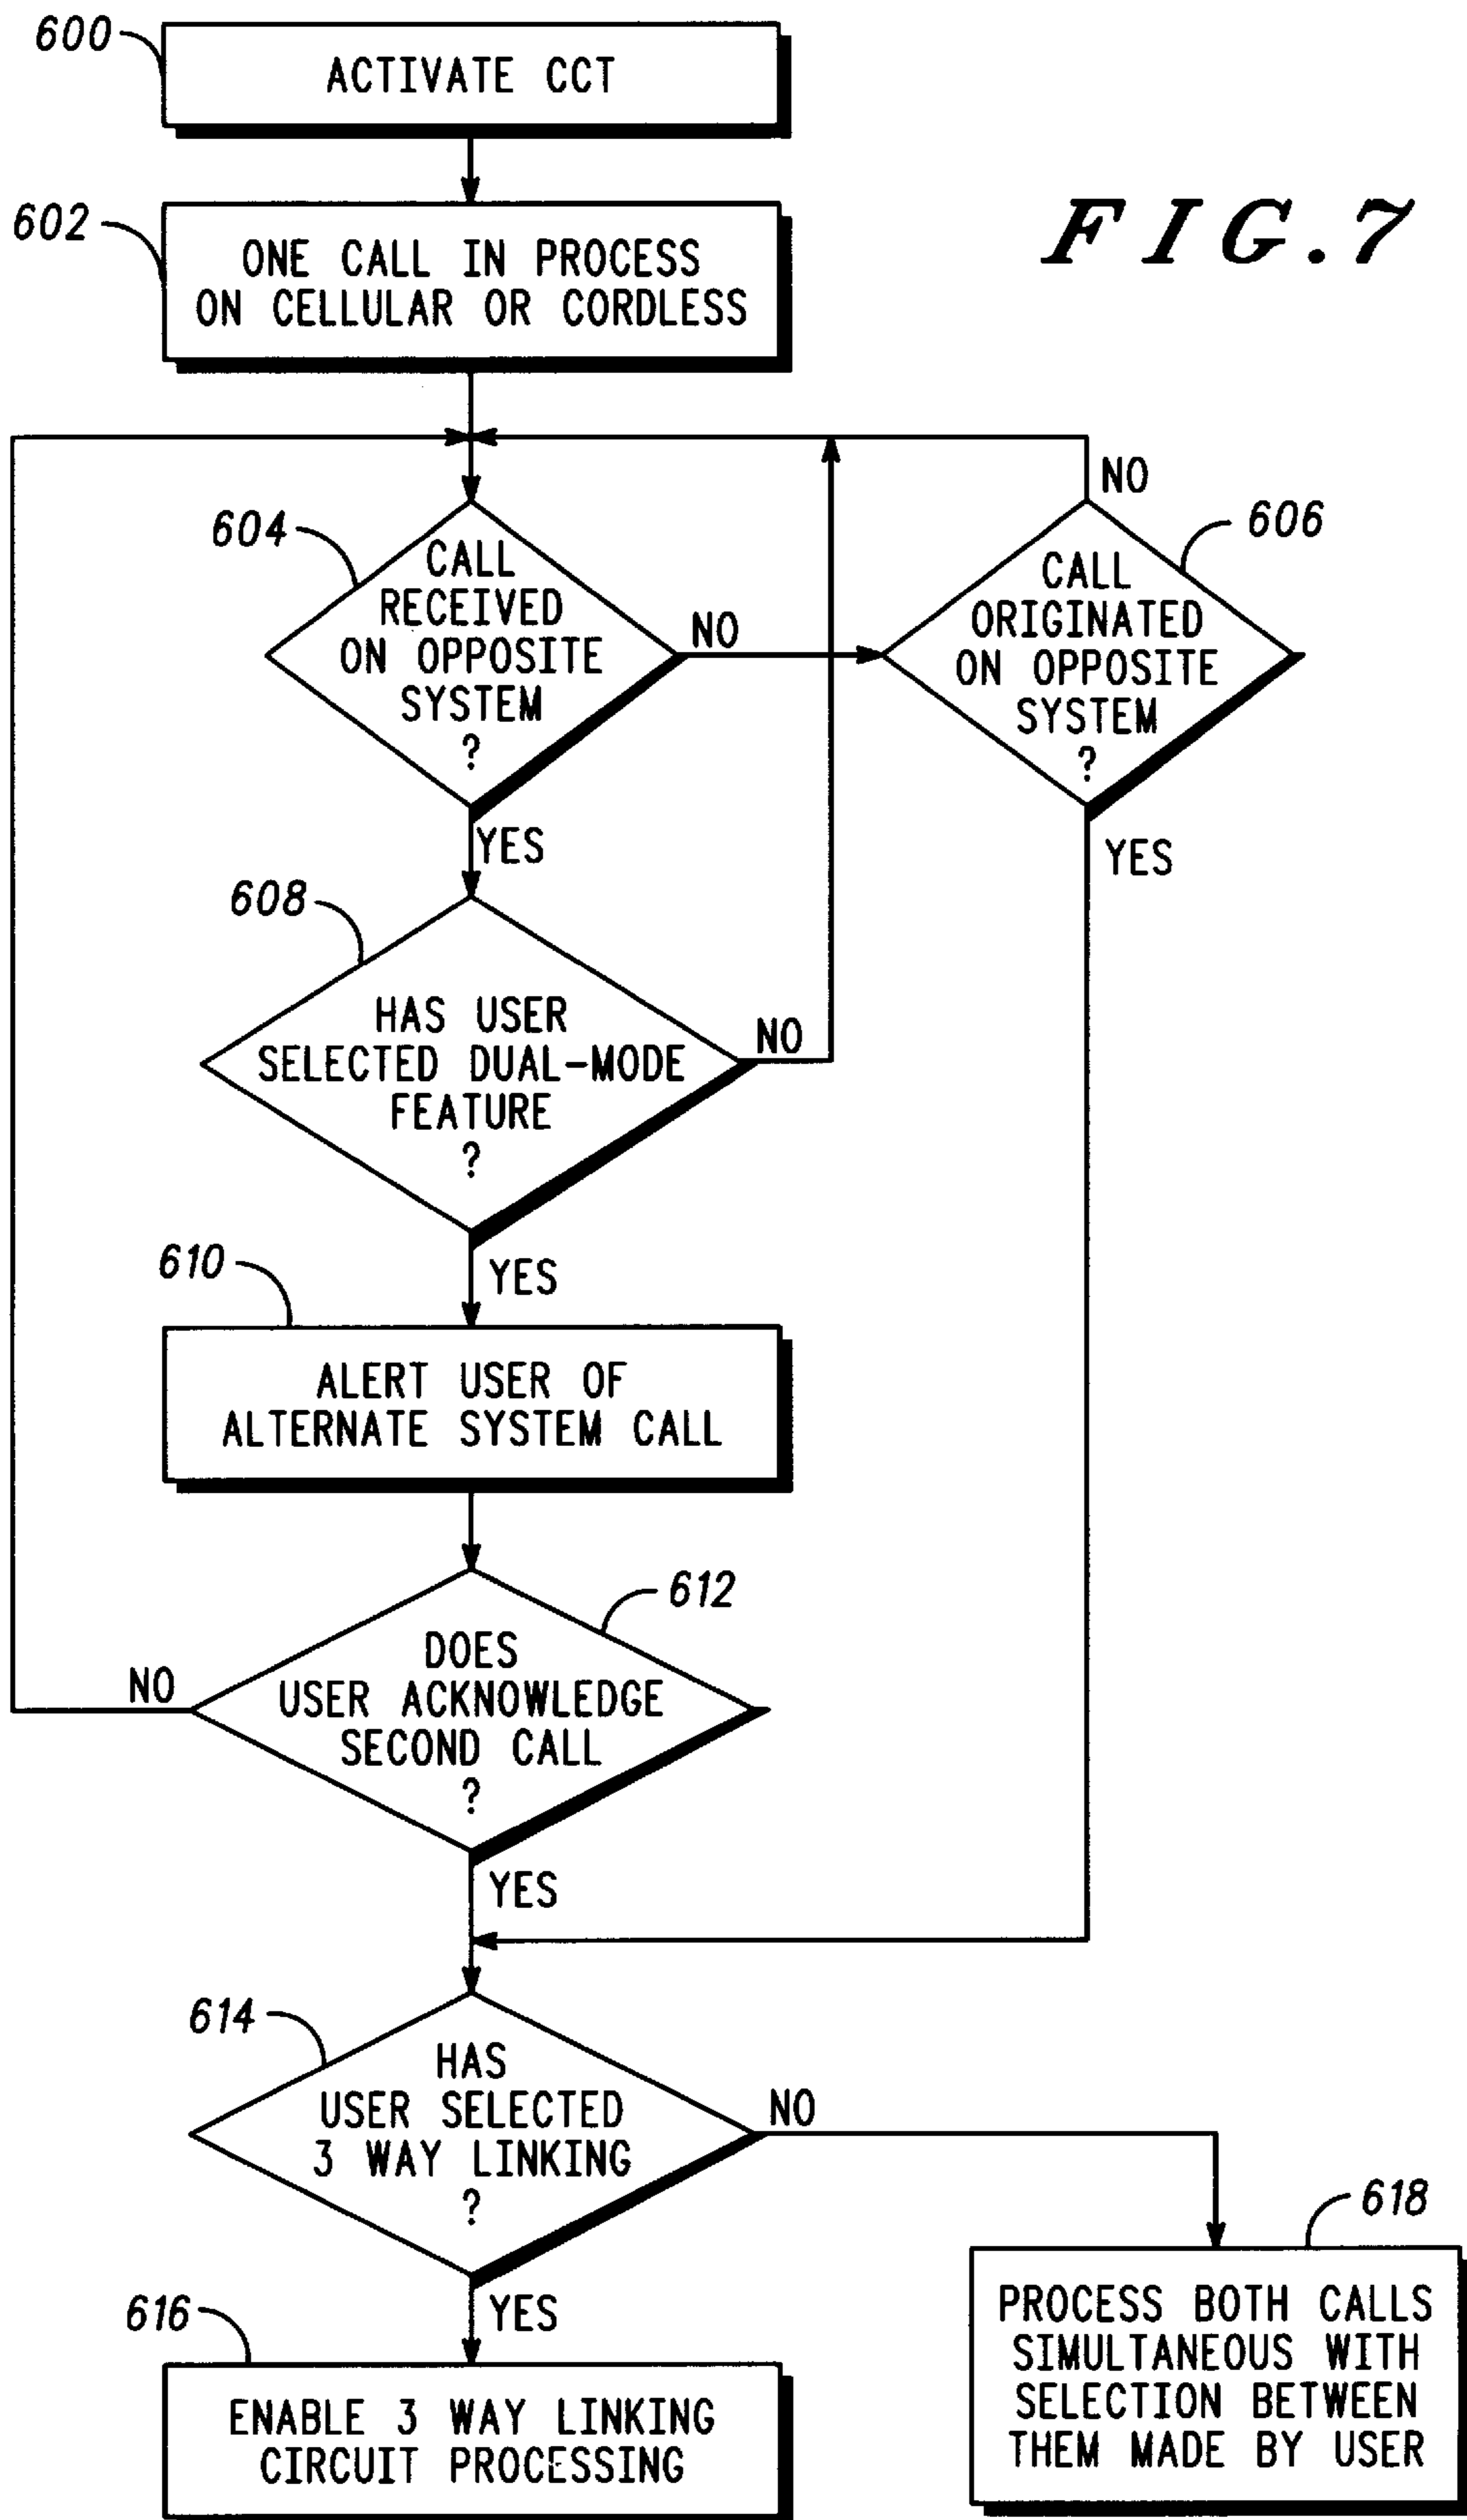 600
ACTIVATE CCT
602
ONE CALL IN PROCESS
ON CELLULAR OR CORDLESS
FIG.7
604
CALL
RECEIVED
ON OPPOSITE
SYSTEM
?
NO
YES
606
CALL
ORIGINATED
ON OPPOSITE
SYSTEM
?
NO
YES
608
HAS USER
SELECTED DUAL-MODE
FEATURE
?
NO
YES
610
ALERT USER OF
ALTERNATE SYSTEM CALL
612
DOES
USER ACKNOWLEDGE
SECOND CALL
?
NO
YES
614
HAS
USER SELECTED
3 WAY LINKING
?
NO
YES
616
ENABLE 3 WAY LINKING
CIRCUIT PROCESSING
618
PROCESS BOTH CALLS
SIMULTANEOUS WITH
SELECTION BETWEEN
THEM MADE BY USER